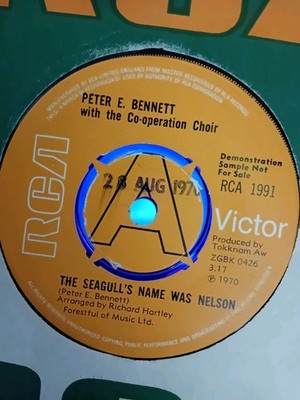 PETER E. BENNETT
with the Co-operation Choir
Demonstration
Sample Not
For Sale
RCA 1991
28 AUG 1970
A
RCA
Victor
Produced by
Tokknam Aw
ZGBK 0426
3.17
℗ 1970
THE SEAGULL'S NAME WAS NELSON
(Peter E. Bennett)
Arranged by Richard Hartley
Forestful of Music Ltd.